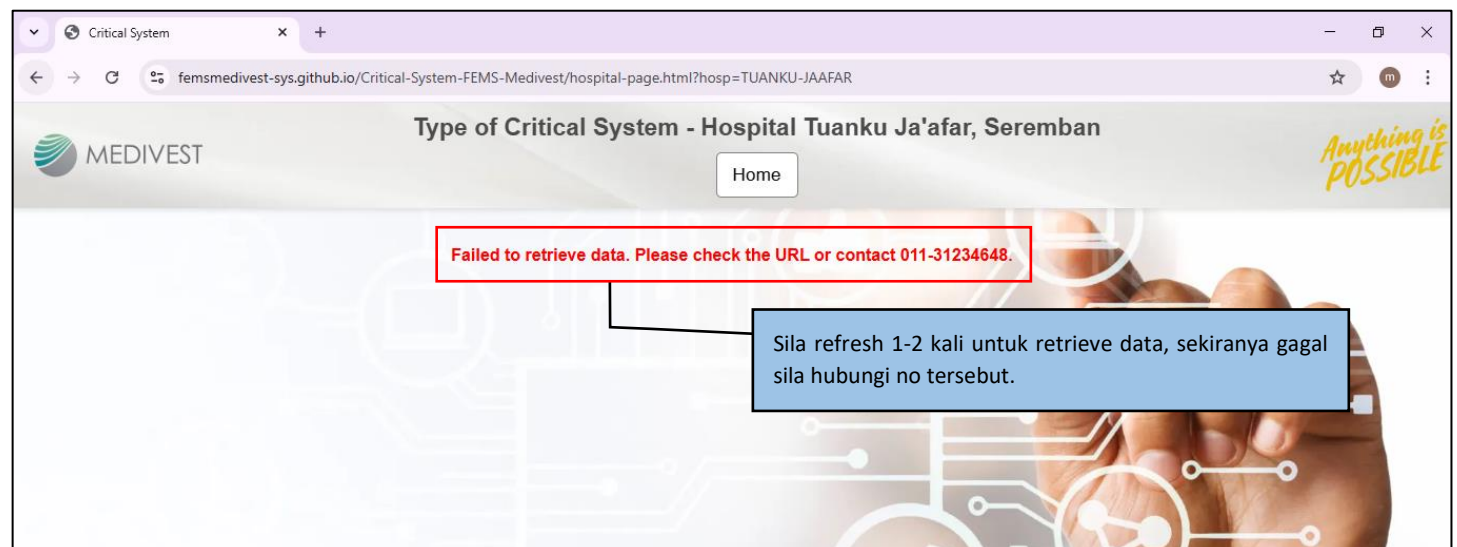 Critical System
femsmedivest-sys.github.io/Critical-System-FEMS-Medivest/hospital-page.html?hosp=TUANKU-JAAFAR
m
Type of Critical System - Hospital Tuanku Ja'afar, Seremban
MEDIVEST
Home
Anything is
POSSIBLE
Failed to retrieve data. Please check the URL or contact 011-31234648.
Sila refresh 1-2 kali untuk retrieve data, sekiranya gagal
sila hubungi no tersebut.